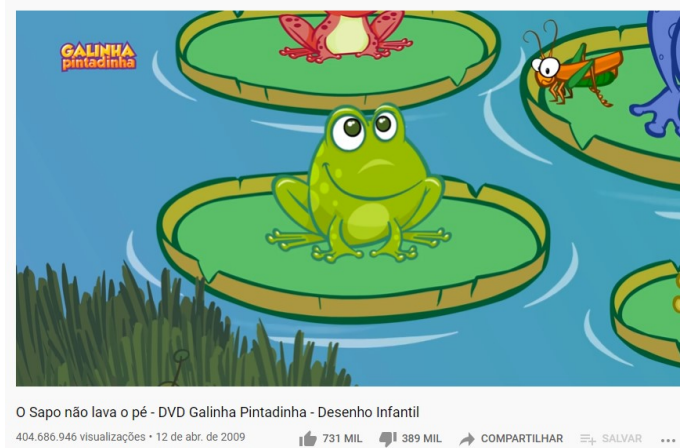 GALINHA
pintadinha
O Sapo não lava o pé - DVD Galinha Pintadinha - Desenho Infantil
404.686.946 visualizações • 12 de abr. de 2009
731 MIL
389 MIL
COMPARTILHAR
SALVAR
...